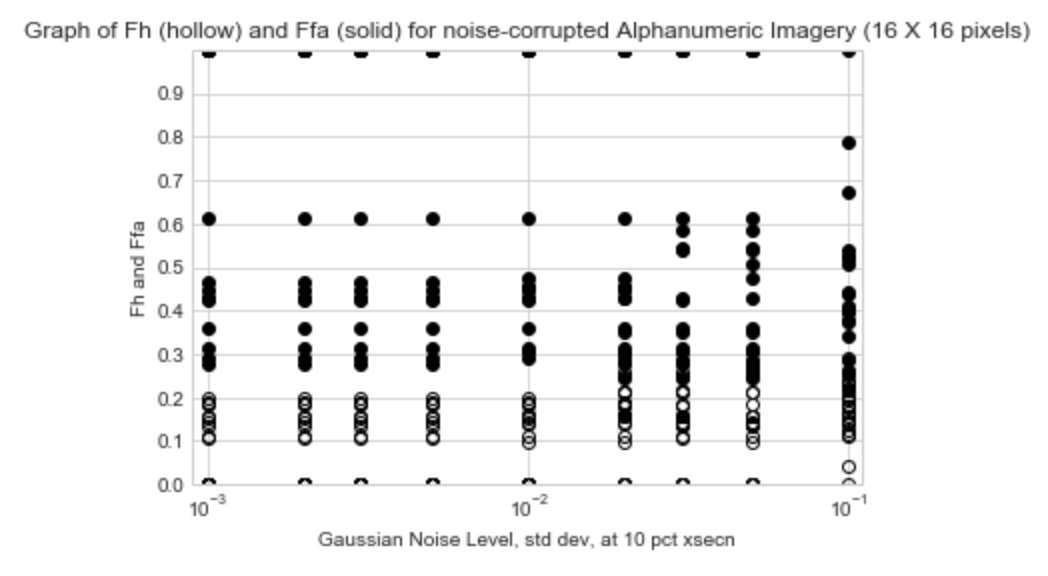 Graph of Fh (hollow) and Ffa (solid) for noise-corrupted Alphanumeric Imagery (16 X 16 pixels)
Fh and Ffa
0.9
0.8
0.7
0.6
0.5
0.4
0.3
0.2
0.1
0.0
10⁻³ 10⁻² 10⁻¹
Gaussian Noise Level, std dev, at 10 pct xsecn